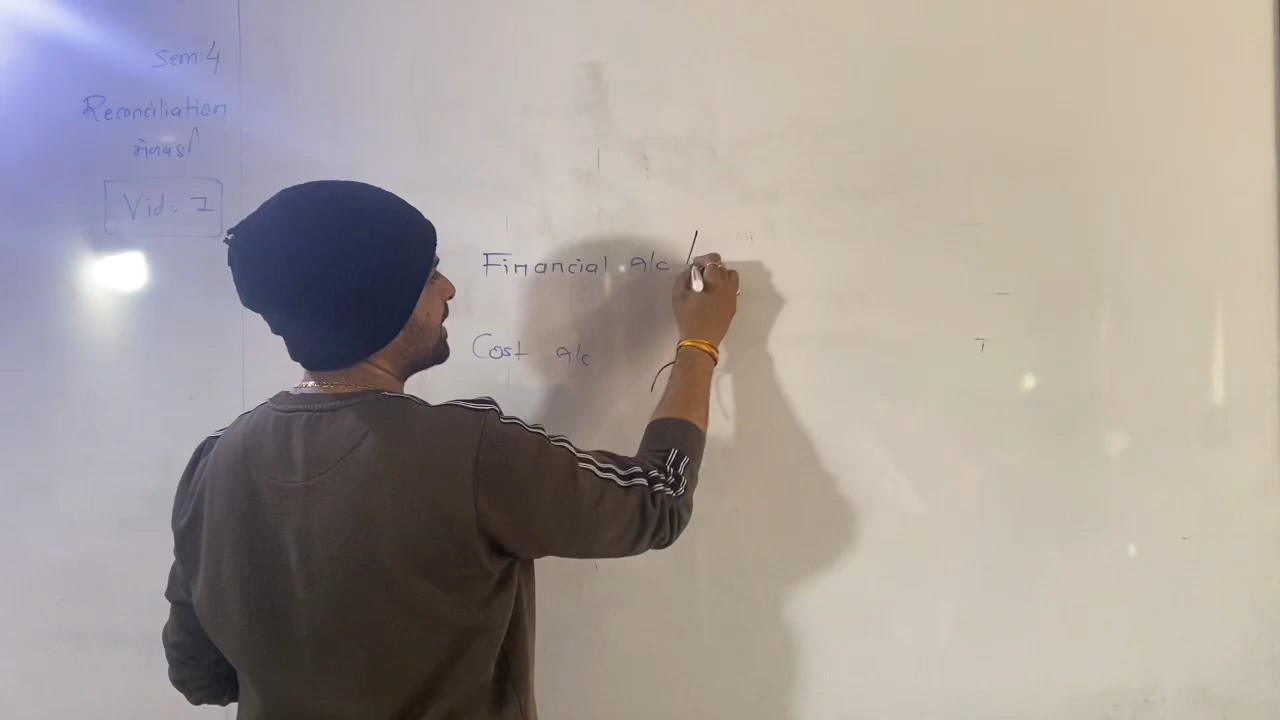 Sem:4
Reconciliation
Vid. 1
Financial A/c
Cost A/c